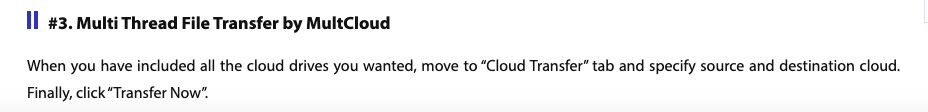 #3. Multi Thread File Transfer by MultCloud
When you have included all the cloud drives you wanted, move to “Cloud Transfer” tab and specify source and destination cloud.
Finally, click “Transfer Now”.